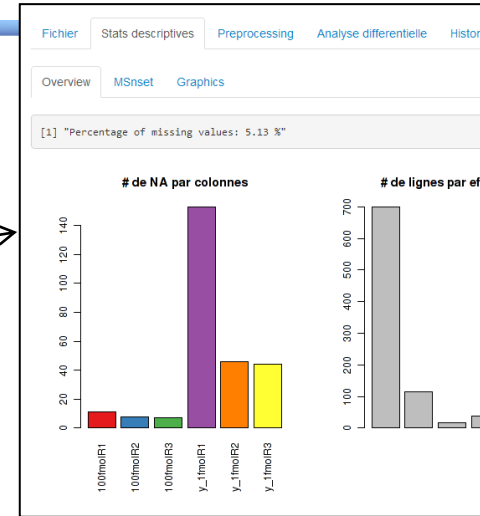 Fichier Stats descriptives Preprocessing Analyse differentielle Histor
Overview MSnset Graphics
[1] "Percentage of missing values: 5.13 %"
# de NA par colonnes
# de lignes par ef
140
120
100
80
60
40
20
0
100fmolR1
100fmolR2
100fmolR3
y_1fmolR1
y_1fmolR2
y_1fmolR3
700
600
500
400
300
200
100
0